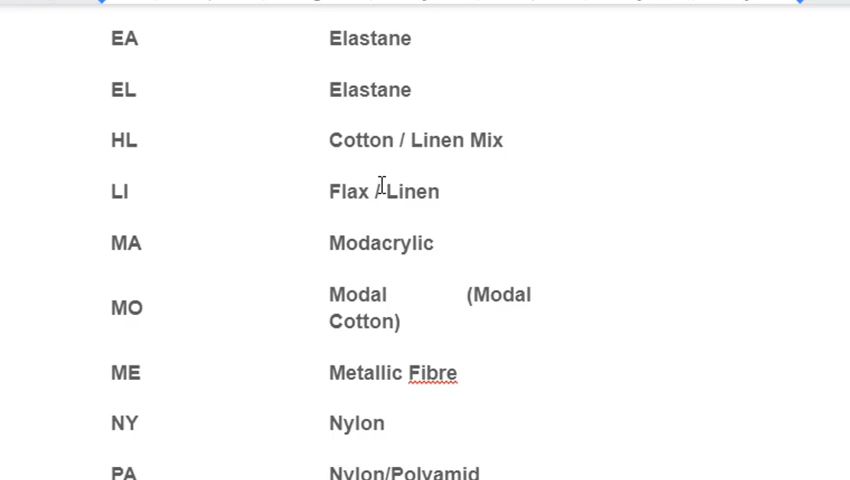 EA Elastane
EL Elastane
HL Cotton / Linen Mix
LI Flax / Linen
MA Modacrylic
MO Modal (Modal
Cotton)
ME Metallic Fibre
NY Nylon
PA Nylon/Polyamid